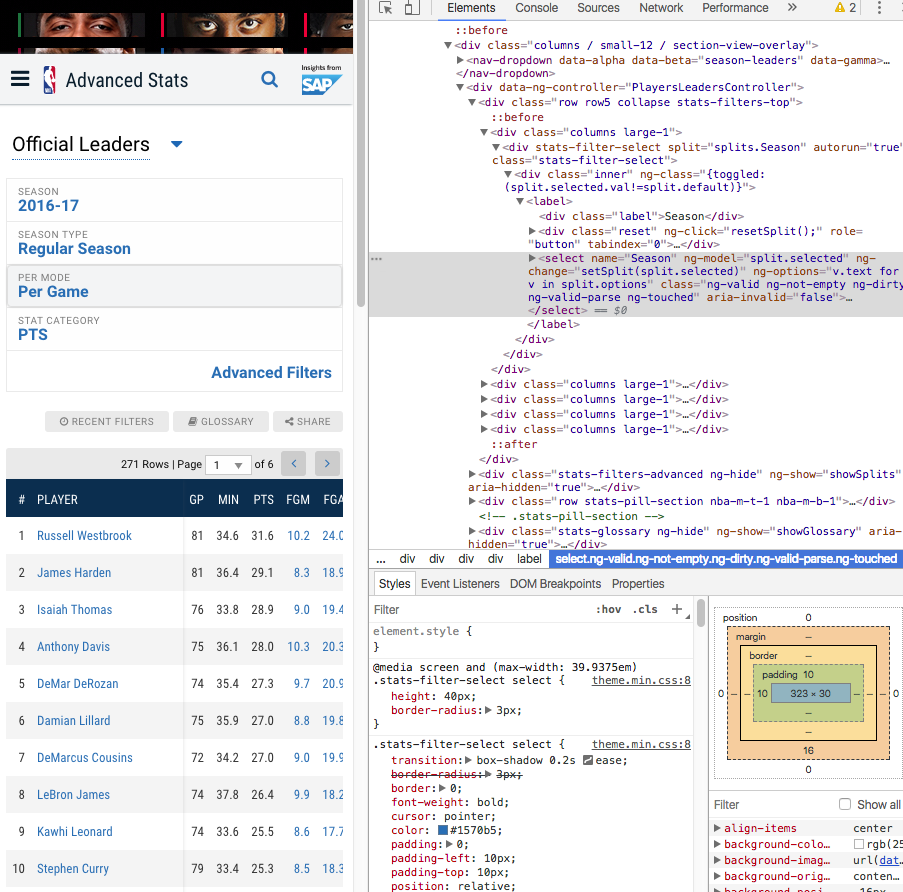 Advanced Stats
Insights from
SAP
Official Leaders
SEASON
2016-17
SEASON TYPE
Regular Season
PER MODE
Per Game
STAT CATEGORY
PTS
Advanced Filters
RECENT FILTERS GLOSSARY SHARE
271 Rows | Page 1 of 6
# PLAYER GP MIN PTS FGM FGA
1 Russell Westbrook 81 34.6 31.6 10.2 24.0
2 James Harden 81 36.4 29.1 8.3 18.9
3 Isaiah Thomas 76 33.8 28.9 9.0 19.4
4 Anthony Davis 75 36.1 28.0 10.3 20.3
5 DeMar DeRozan 74 35.4 27.3 9.7 20.9
6 Damian Lillard 75 35.9 27.0 8.8 19.8
7 DeMarcus Cousins 72 34.2 27.0 9.0 19.9
8 LeBron James 74 37.8 26.4 9.9 18.2
9 Kawhi Leonard 74 33.6 25.5 8.6 17.7
10 Stephen Curry 79 33.4 25.3 8.5 18.3
Elements Console Sources Network Performance » 2
::before
<div class="columns / small-12 / section-view-overlay">
<nav-dropdown data-alpha data-beta="season-leaders" data-gamma>…
</nav-dropdown>
<div data-ng-controller="PlayersLeadersController">
<div class="row row5 collapse stats-filters-top">
::before
<div class="columns large-1">
<div stats-filter-select split="splits.Season" autorun="true"
class="stats-filter-select">
<div class="inner" ng-class="{toggled:
(split.selected.val!=split.default)}">
<label>
<div class="label">Season</div>
<div class="reset" ng-click="resetSplit();" role=
"button" tabindex="0">…</div>
<select name="Season" ng-model="split.selected" ng-
change="setSplit(split.selected)" ng-options="v.text for
v in split.options" class="ng-valid ng-not-empty ng-dirty
ng-valid-parse ng-touched" aria-invalid="false">…
</select> == $0
</label>
</div>
</div>
</div>
<div class="columns large-1">…</div>
<div class="columns large-1">…</div>
<div class="columns large-1">…</div>
<div class="columns large-1">…</div>
::after
</div>
<div class="stats-filters-advanced ng-hide" ng-show="showSplits"
aria-hidden="true">…</div>
<div class="row stats-pill-section nba-m-t-1 nba-m-b-1">…</div>
<!-- .stats-pill-section -->
<div class="stats-glossary ng-hide" ng-show="showGlossary" aria-
hidden="true">…</div>
... div div div div label select.ng-valid.ng-not-empty.ng-dirty.ng-valid-parse.ng-touched
Styles Event Listeners DOM Breakpoints Properties
Filter :hov .cls +
element.style {
}
@media screen and (max-width: 39.9375em)
.stats-filter-select select { theme.min.css:8
height: 40px;
border-radius: 3px;
}
.stats-filter-select select { theme.min.css:8
transition: box-shadow 0.2s ease;
border-radius: 3px;
border: 0;
font-weight: bold;
cursor: pointer;
color: #1570b5;
padding: 0;
padding-left: 10px;
padding-top: 10px;
position: relative;
position 0
margin –
border –
padding 10
0 – – 10 323 × 30 – – – 0
–
–
16
0
Filter Show all
align-items center
background-colo… rgb(25
background-imag… url(dat…
background-orig… conten…